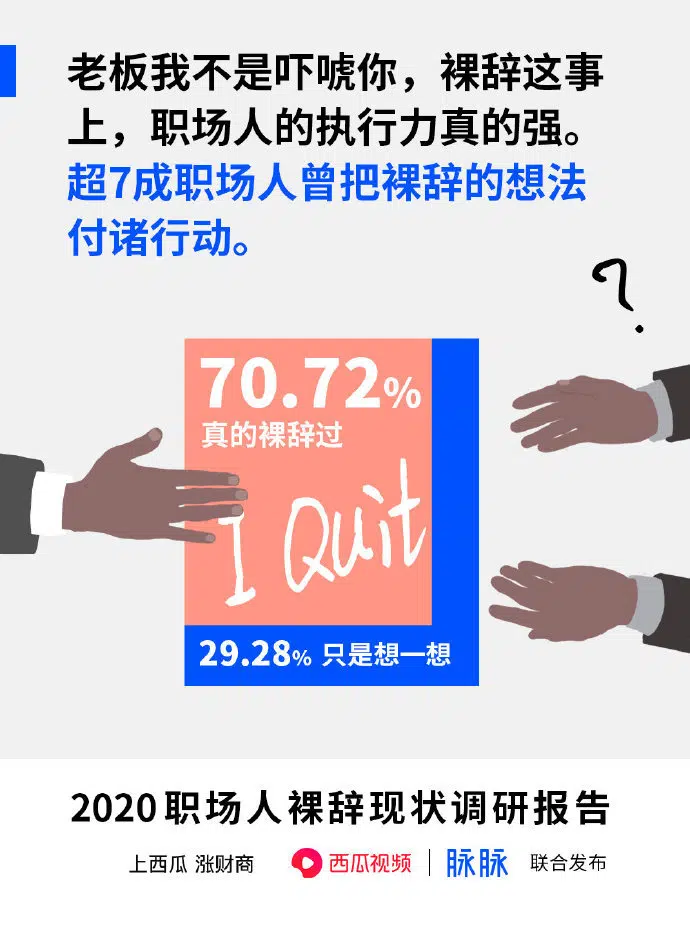 老板我不是吓唬你，裸辞这事
上，职场人的执行力真的强。
超7成职场人曾把裸辞的想法
付诸行动。
?
70.72%
真的裸辞过
I Quit
29.28% 只是想一想
2020职场人裸辞现状调研报告
上西瓜 涨财商 西瓜视频 | 脉脉 联合发布